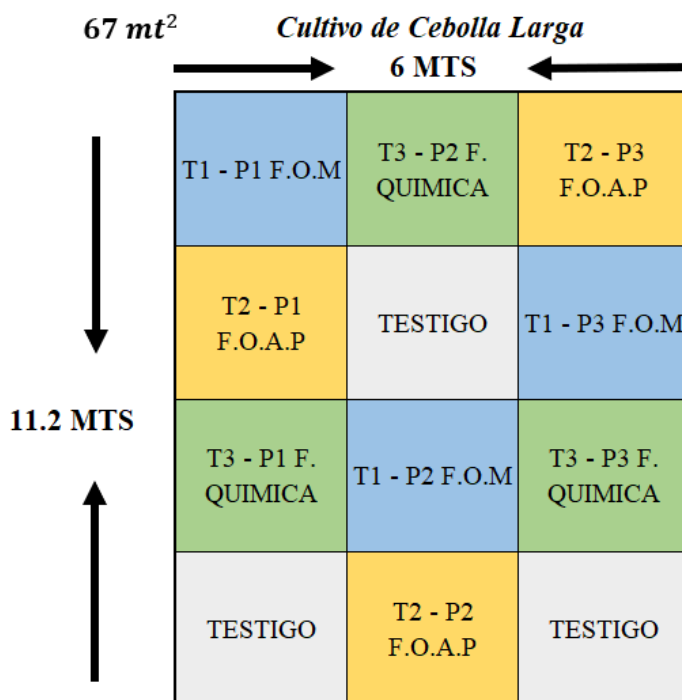 67 mt²
Cultivo de Cebolla Larga
6 MTS
T1 - P1 F.O.M
T3 - P2 F.
QUIMICA
T2 - P3
F.O.A.P
T2 - P1
F.O.A.P
TESTIGO
T1 - P3 F.O.M
11.2 MTS
T3 - P1 F.
QUIMICA
T1 - P2 F.O.M
T3 - P3 F.
QUIMICA
TESTIGO
T2 - P2
F.O.A.P
TESTIGO